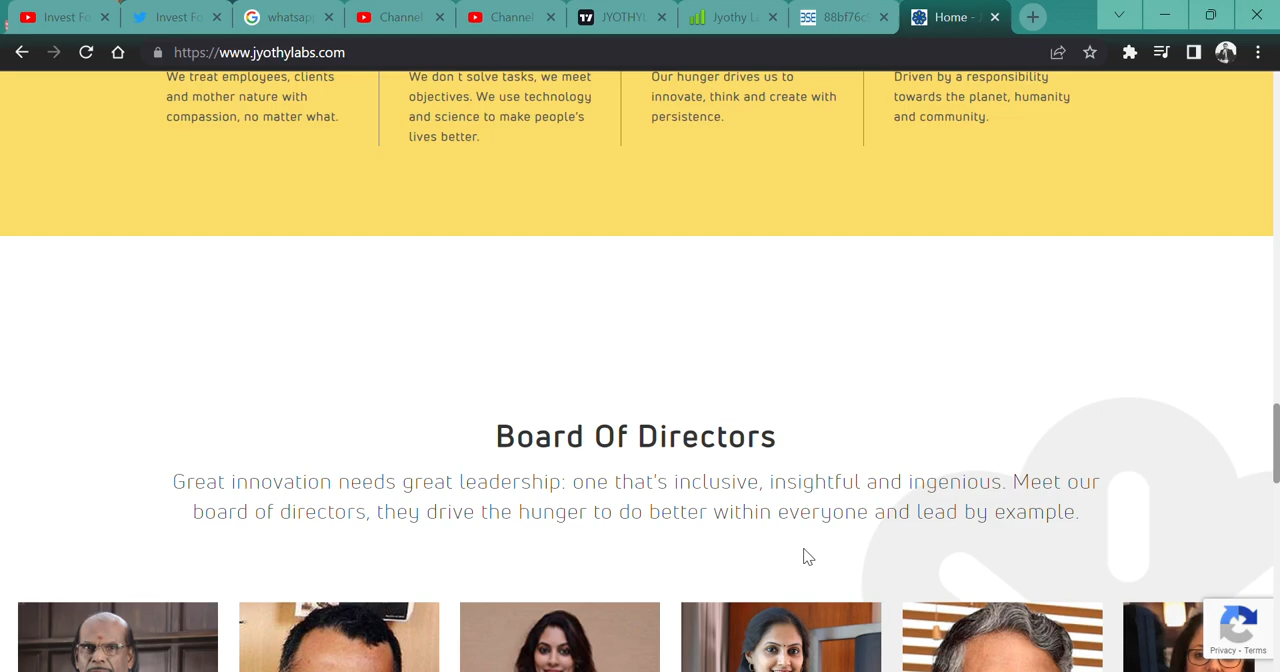 Invest Fo
Invest Fo
whatsap
Channel
Channel
JYOTHY
Jyothy L
88bf76c
Home -
https://www.jyothylabs.com
We treat employees, clients
and mother nature with
compassion, no matter what.
We don t solve tasks, we meet
objectives. We use technology
and science to make people's
lives better.
Our hunger drives us to
innovate, think and create with
persistence.
Driven by a responsibility
towards the planet, humanity
and community.
Board Of Directors
Great innovation needs great leadership: one that's inclusive, insightful and ingenious. Meet our
board of directors, they drive the hunger to do better within everyone and lead by example.
Privacy - Terms